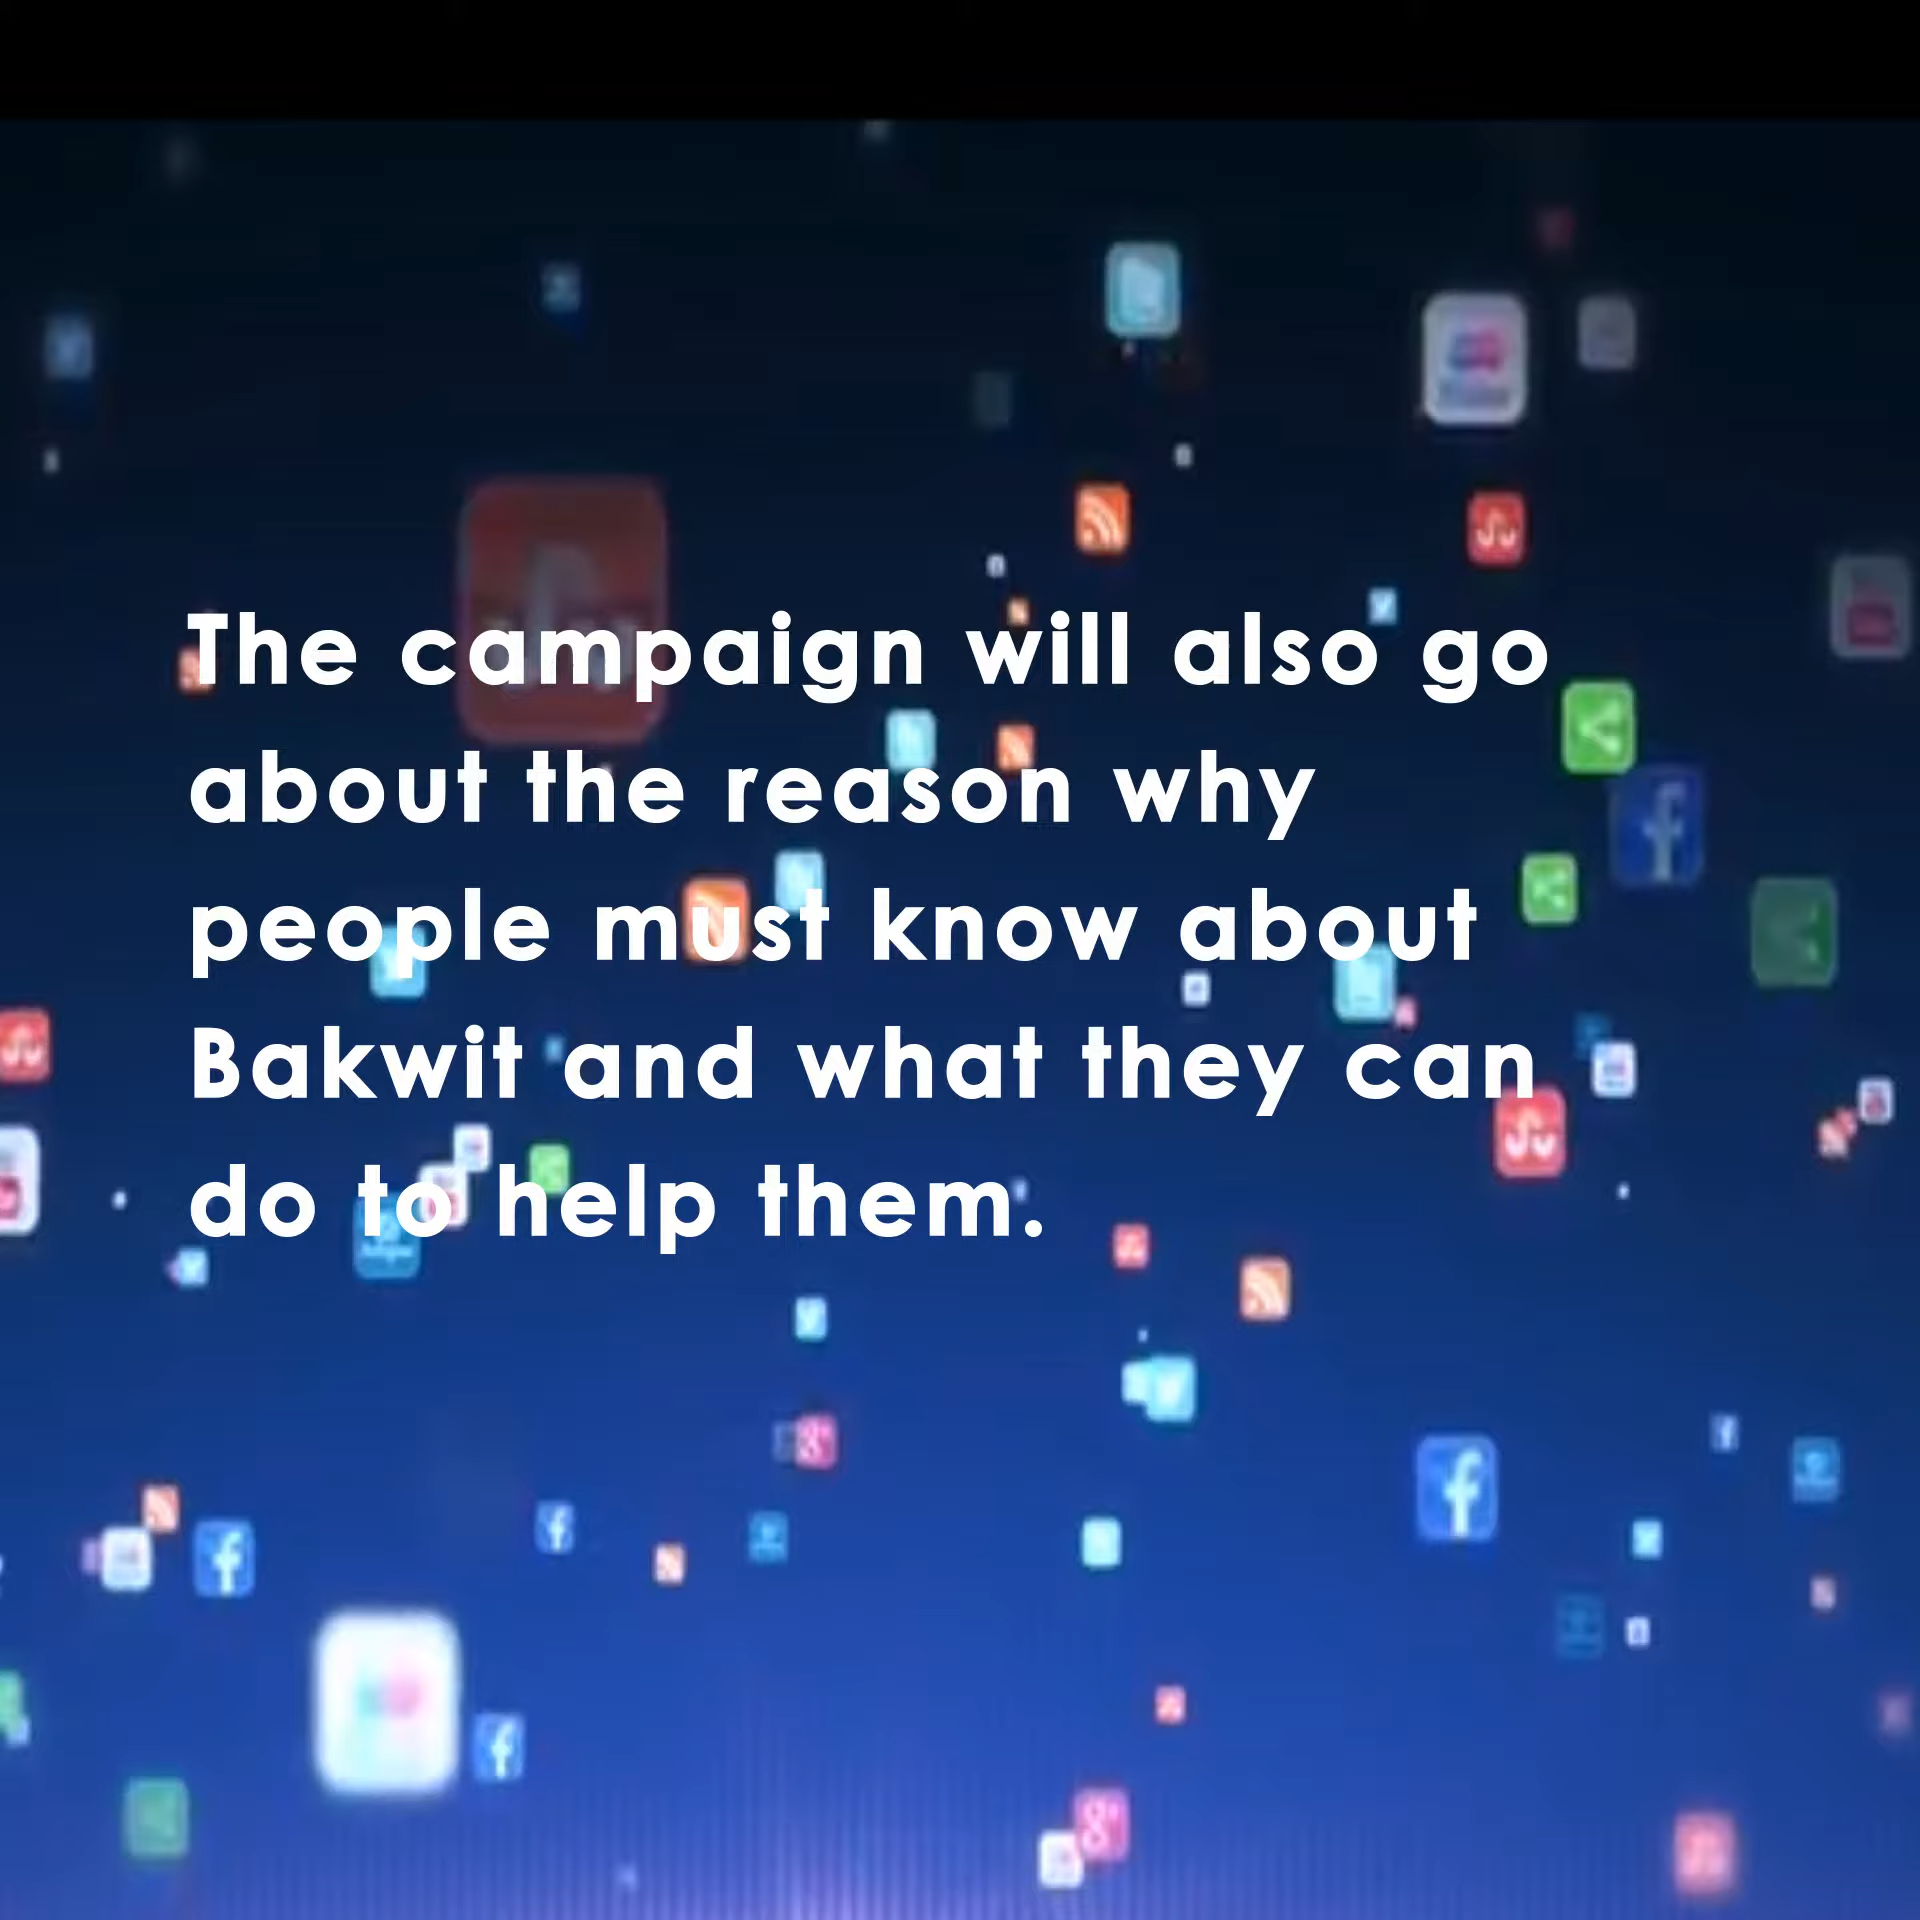 The campaign will also go
about the reason why
people must know about
Bakwit and what they can
do to help them.